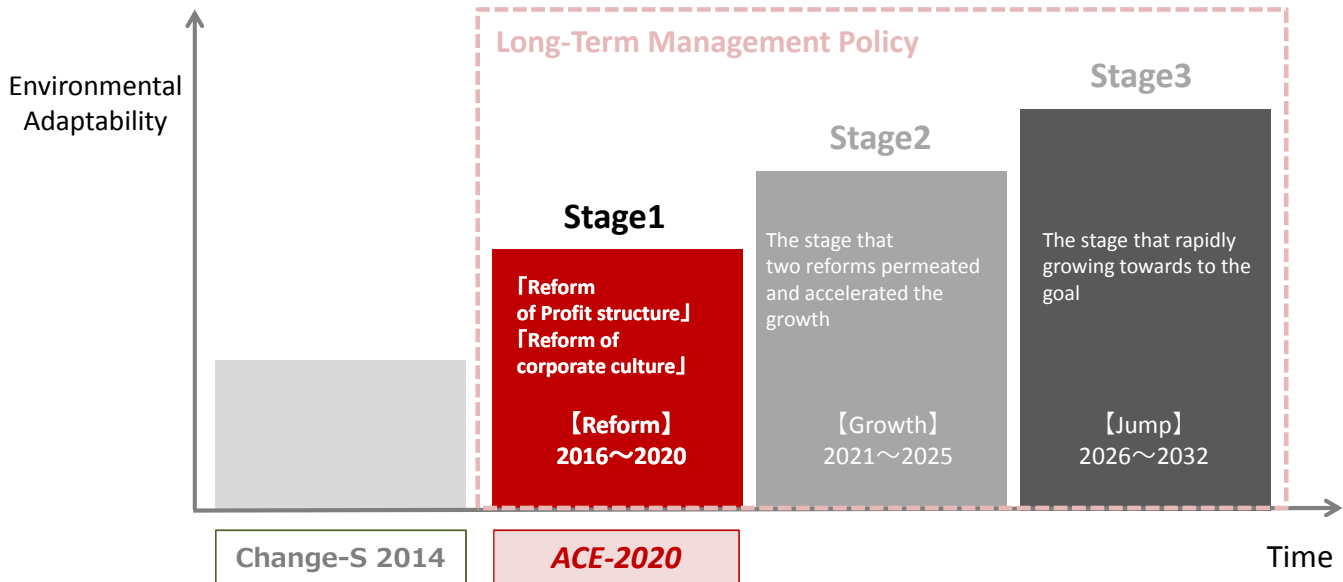 Long-Term Management Policy
Environmental
Adaptability
Stage3
Stage2
Stage1
「Reform
of Profit structure」
「Reform of
corporate culture」
【Reform】
2016～2020
The stage that
two reforms permeated
and accelerated the
growth
【Growth】
2021～2025
The stage that rapidly
growing towards to the
goal
【Jump】
2026～2032
Change-S 2014
ACE-2020
Time